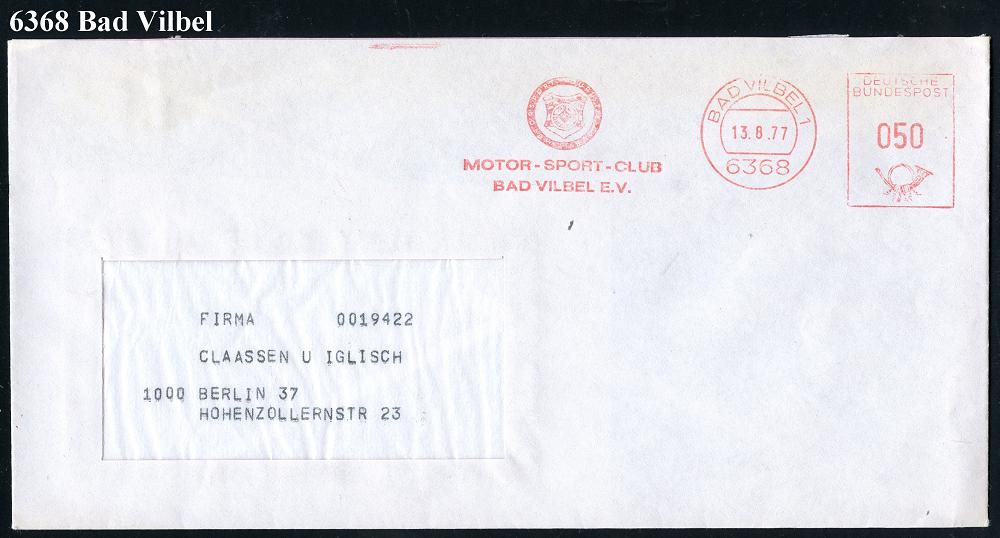 6368 Bad Vilbel
MOTOR-SPORT-CLUB
BAD VILBEL E.V.
BAD VILBEL 1
13.8.77
6368
DEUTSCHE
BUNDESPOST
050
FIRMA 0019422
CLAASSEN U IGLISCH
1000 BERLIN 37
HOHENZOLLERNSTR 23